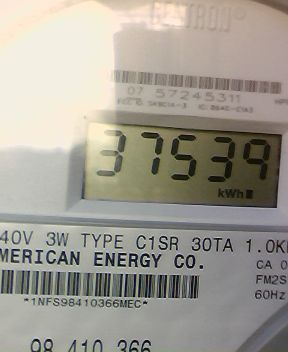 CENTRON®
07 57245311
37539
kWh
40V 3W TYPE C1SR 30TA 1.0K
MERICAN ENERGY CO.
CA 0
FM2S
60Hz
*1NFS98410366MEC*
98 410 366